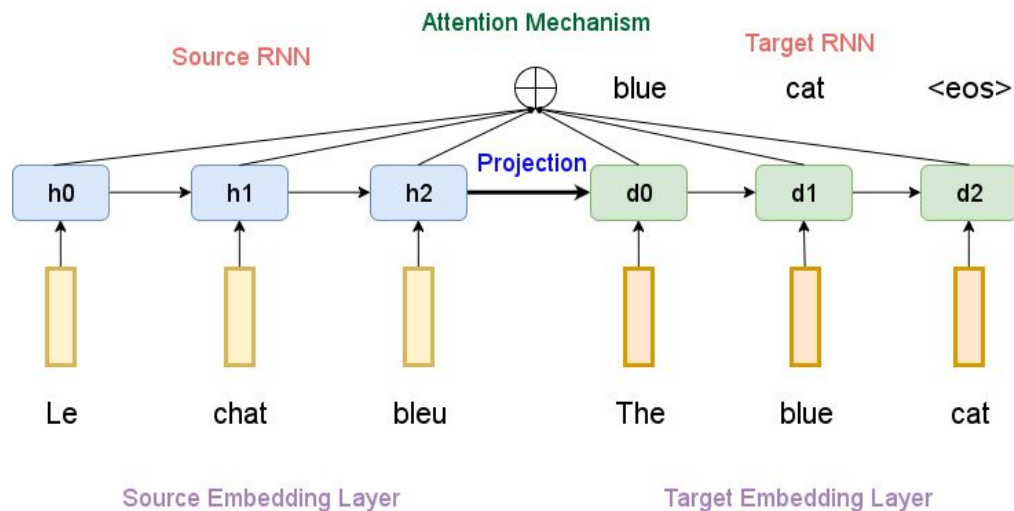 Attention Mechanism
Source RNN
Target RNN
blue cat <eos>
Projection
h0 h1 h2 d0 d1 d2
Le chat bleu The blue cat
Source Embedding Layer Target Embedding Layer